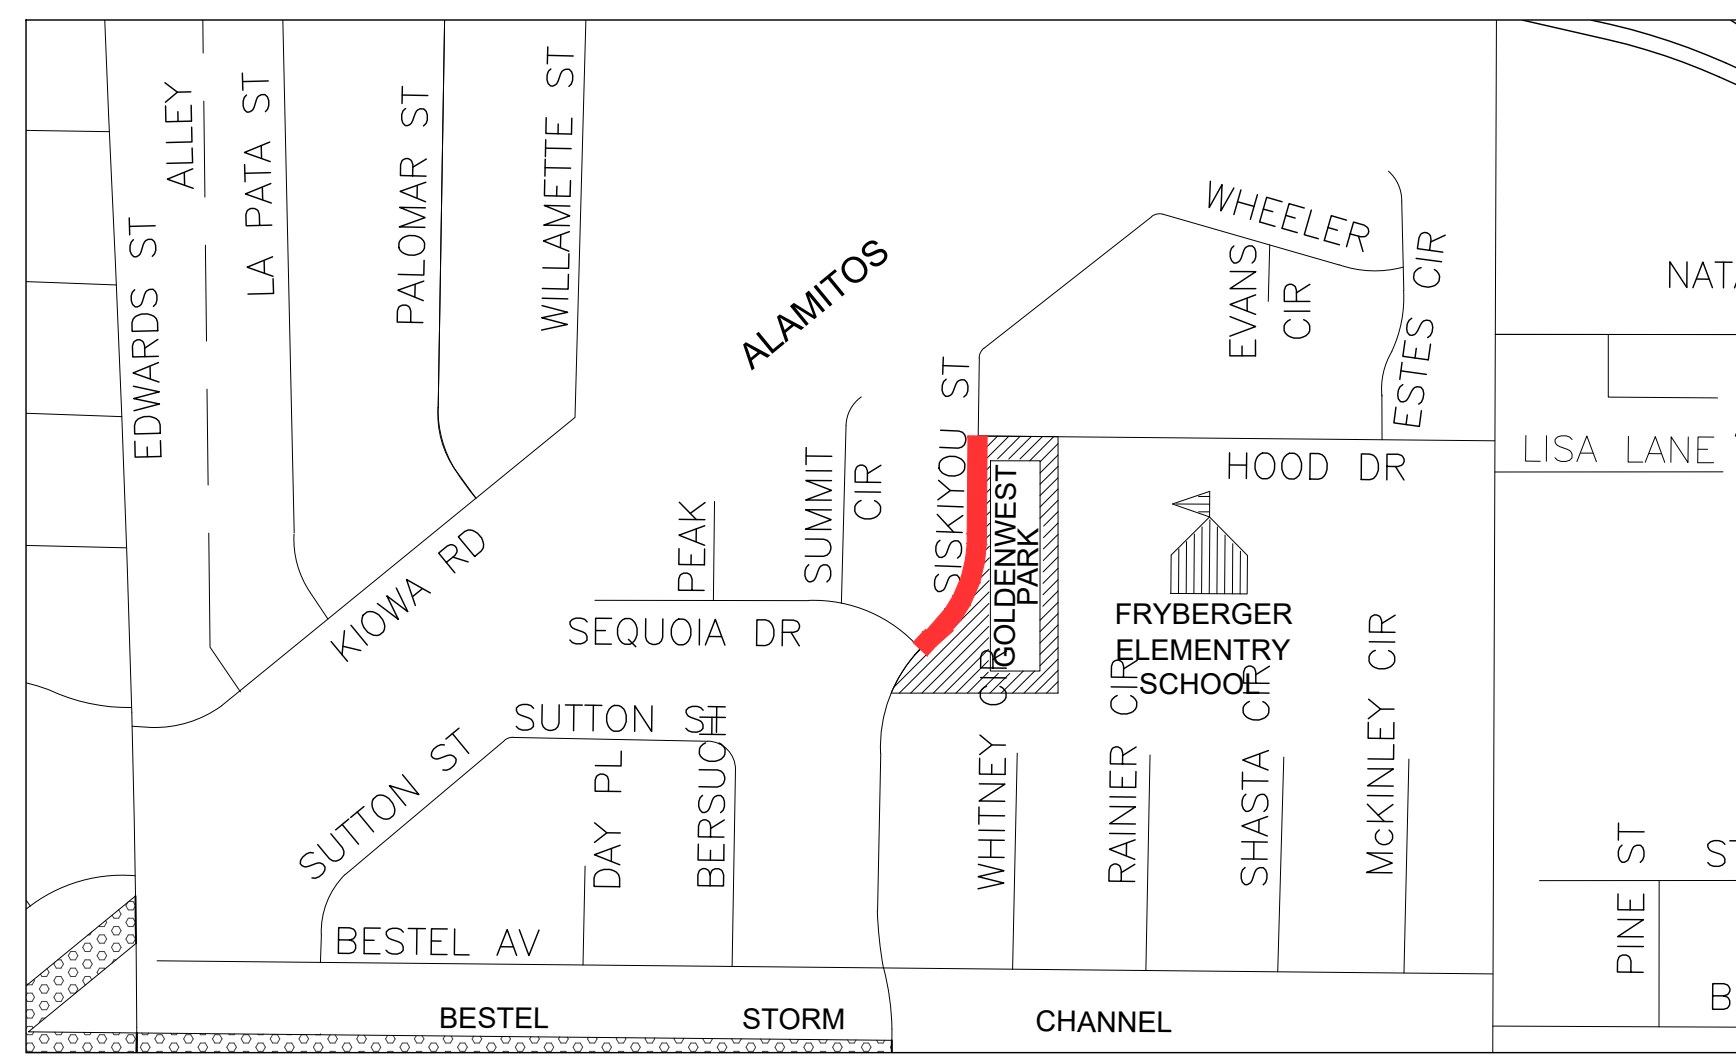 EDWARDS ST
ALLEY
LA PATA ST
PALOMAR ST
WILLAMETTE ST
ALAMITOS
WHEELER
EVANS
CIR
ESTES CIR
SISKIYOU ST
HOOD DR
LISA LANE
KIOWA RD
PEAK
SUMMIT
CIR
SEQUOIA DR
GOLDENWEST
PARK
FRYBERGER
ELEMENTRY
SCHOOL
SUTTON ST
SUTTON ST
DAY PL
WHITNEY CIR
RAINIER CIR
SHASTA CIR
McKINLEY CIR
PINE ST
BESTEL AV
BESTEL STORM CHANNEL